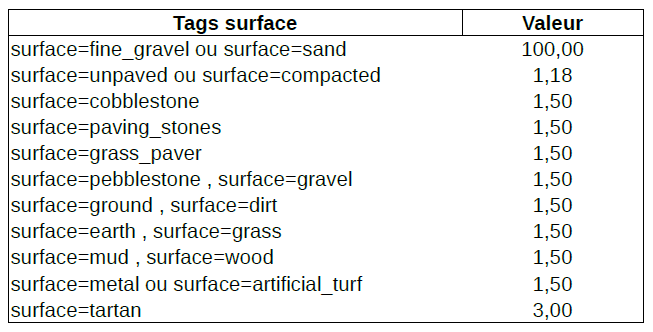 Tags surface Valeur
surface=fine_gravel ou surface=sand 100,00
surface=unpaved ou surface=compacted 1,18
surface=cobblestone 1,50
surface=paving_stones 1,50
surface=grass_paver 1,50
surface=pebblestone , surface=gravel 1,50
surface=ground , surface=dirt 1,50
surface=earth , surface=grass 1,50
surface=mud , surface=wood 1,50
surface=metal ou surface=artificial_turf 1,50
surface=tartan 3,00